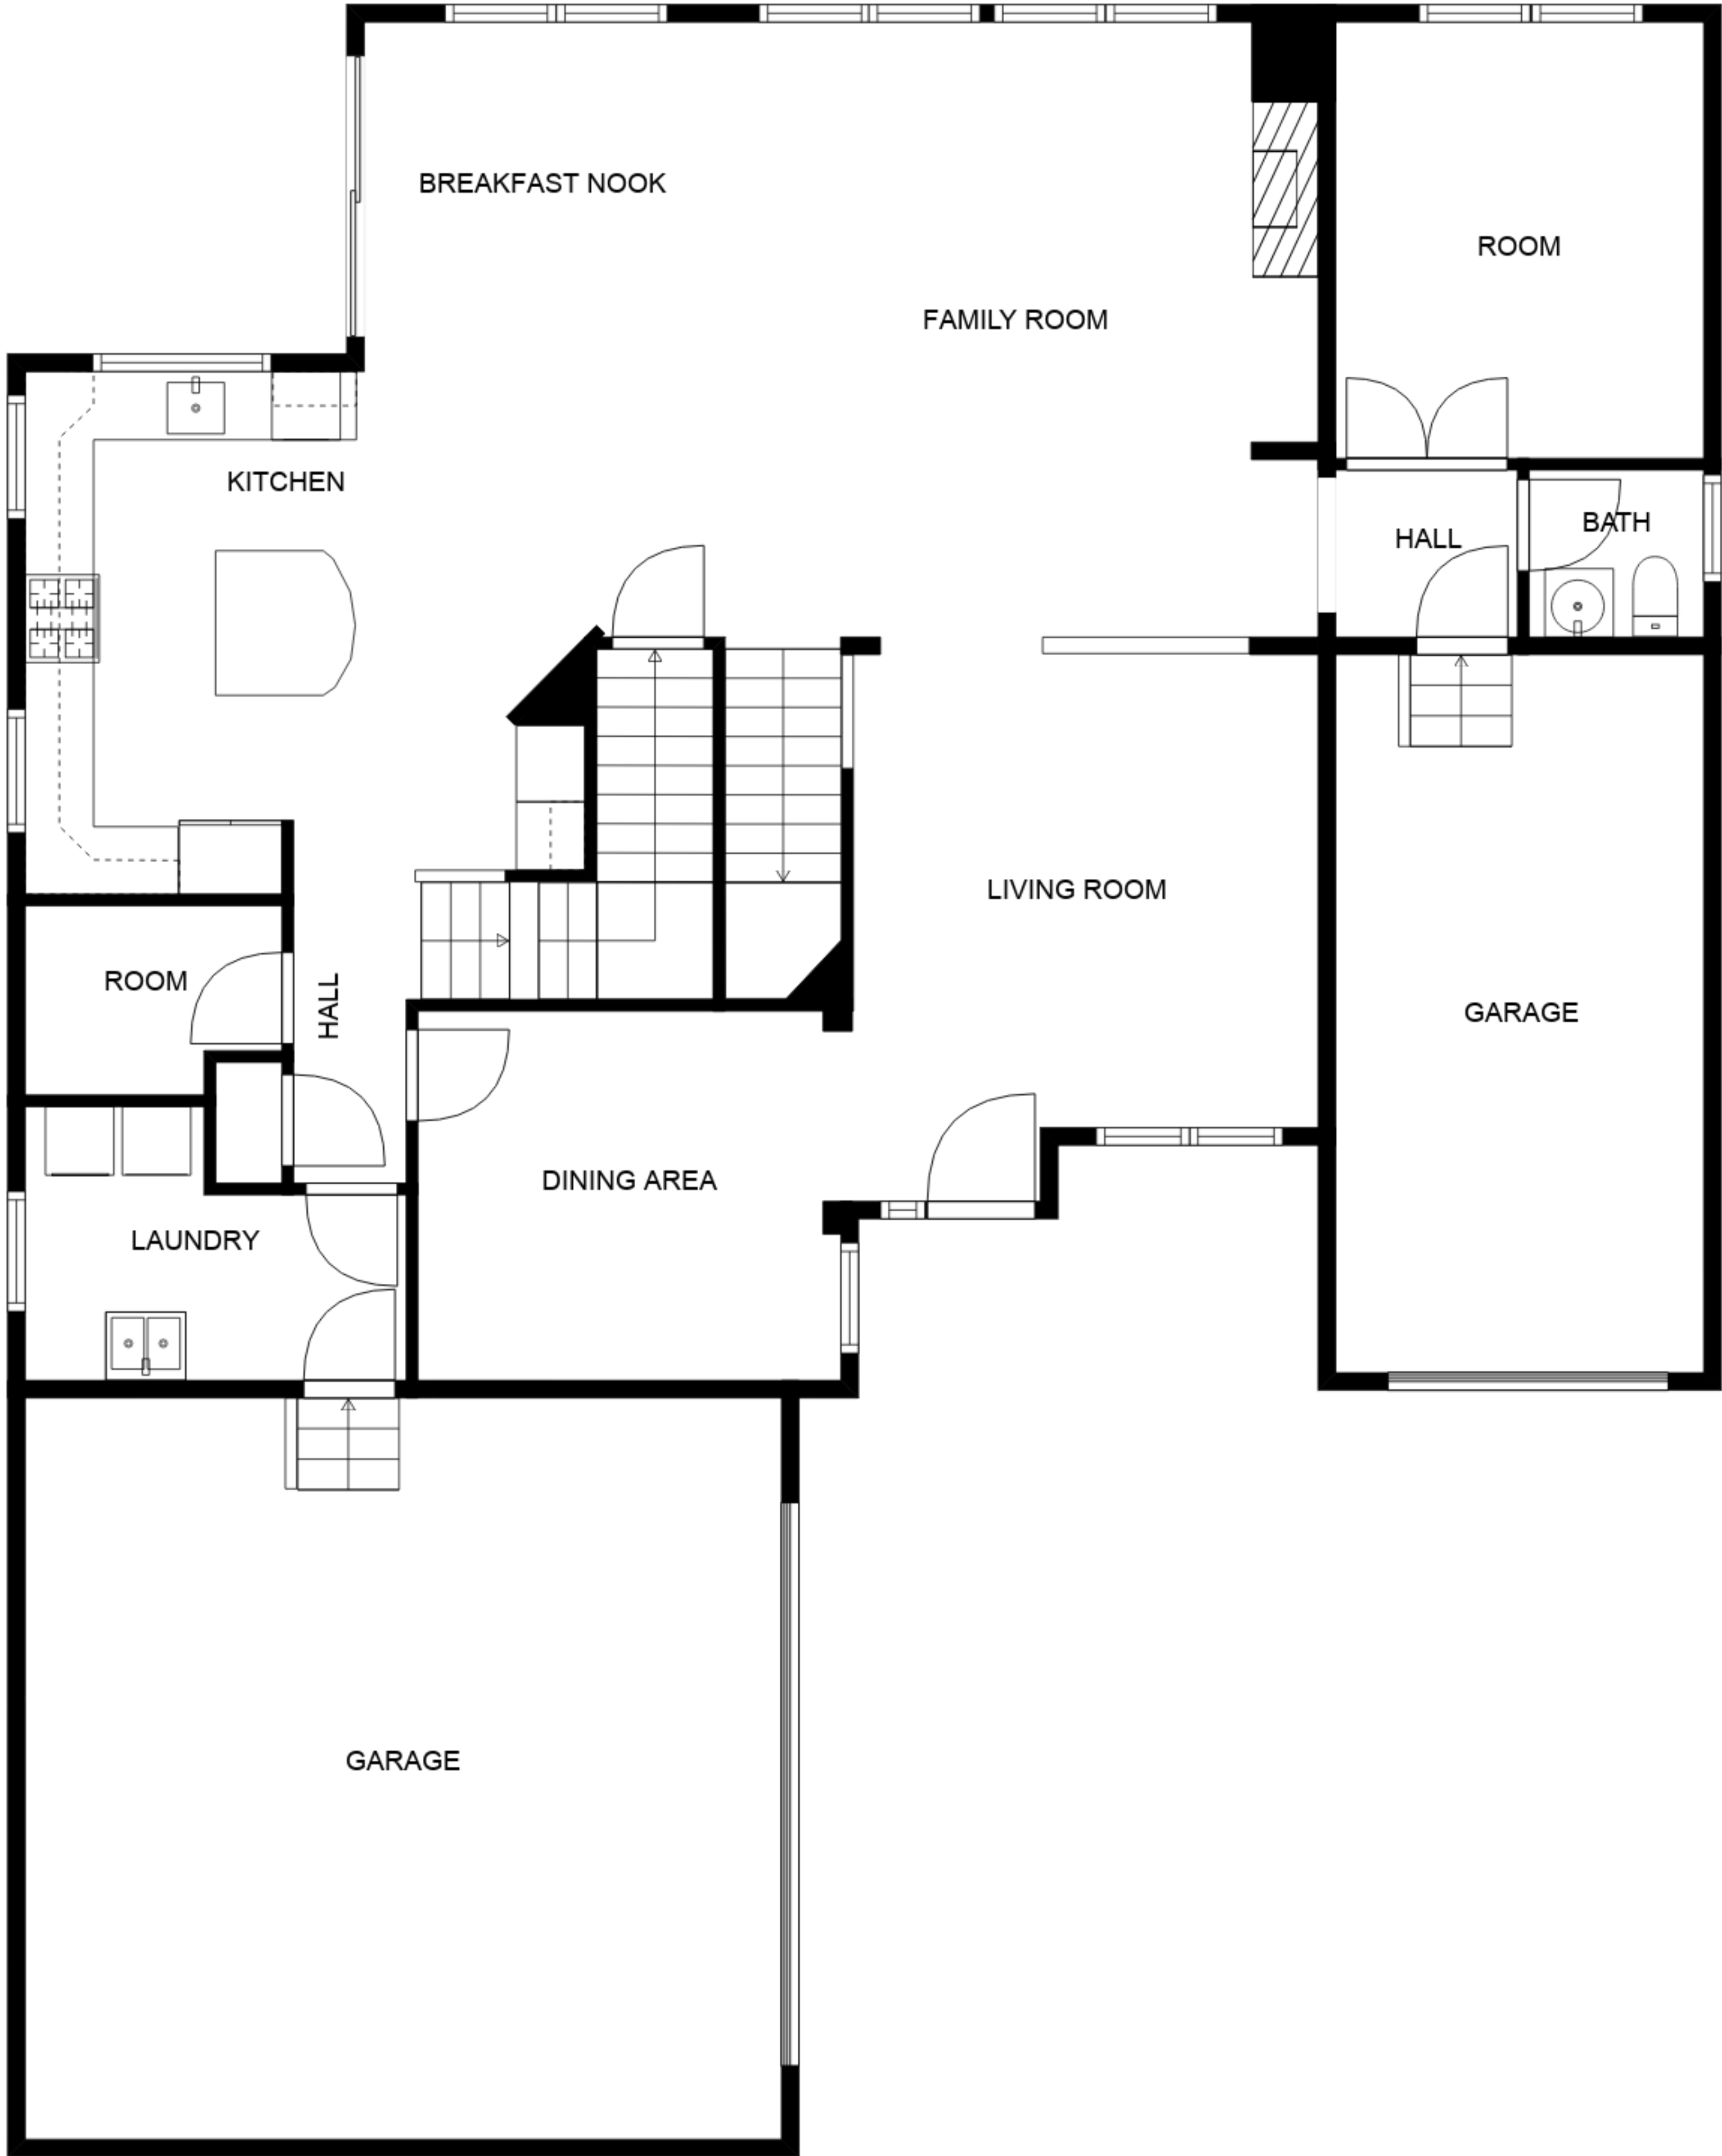 BREAKFAST NOOK
ROOM
FAMILY ROOM
KITCHEN
BATH
HALL
LIVING ROOM
ROOM
HALL
GARAGE
DINING AREA
LAUNDRY
GARAGE